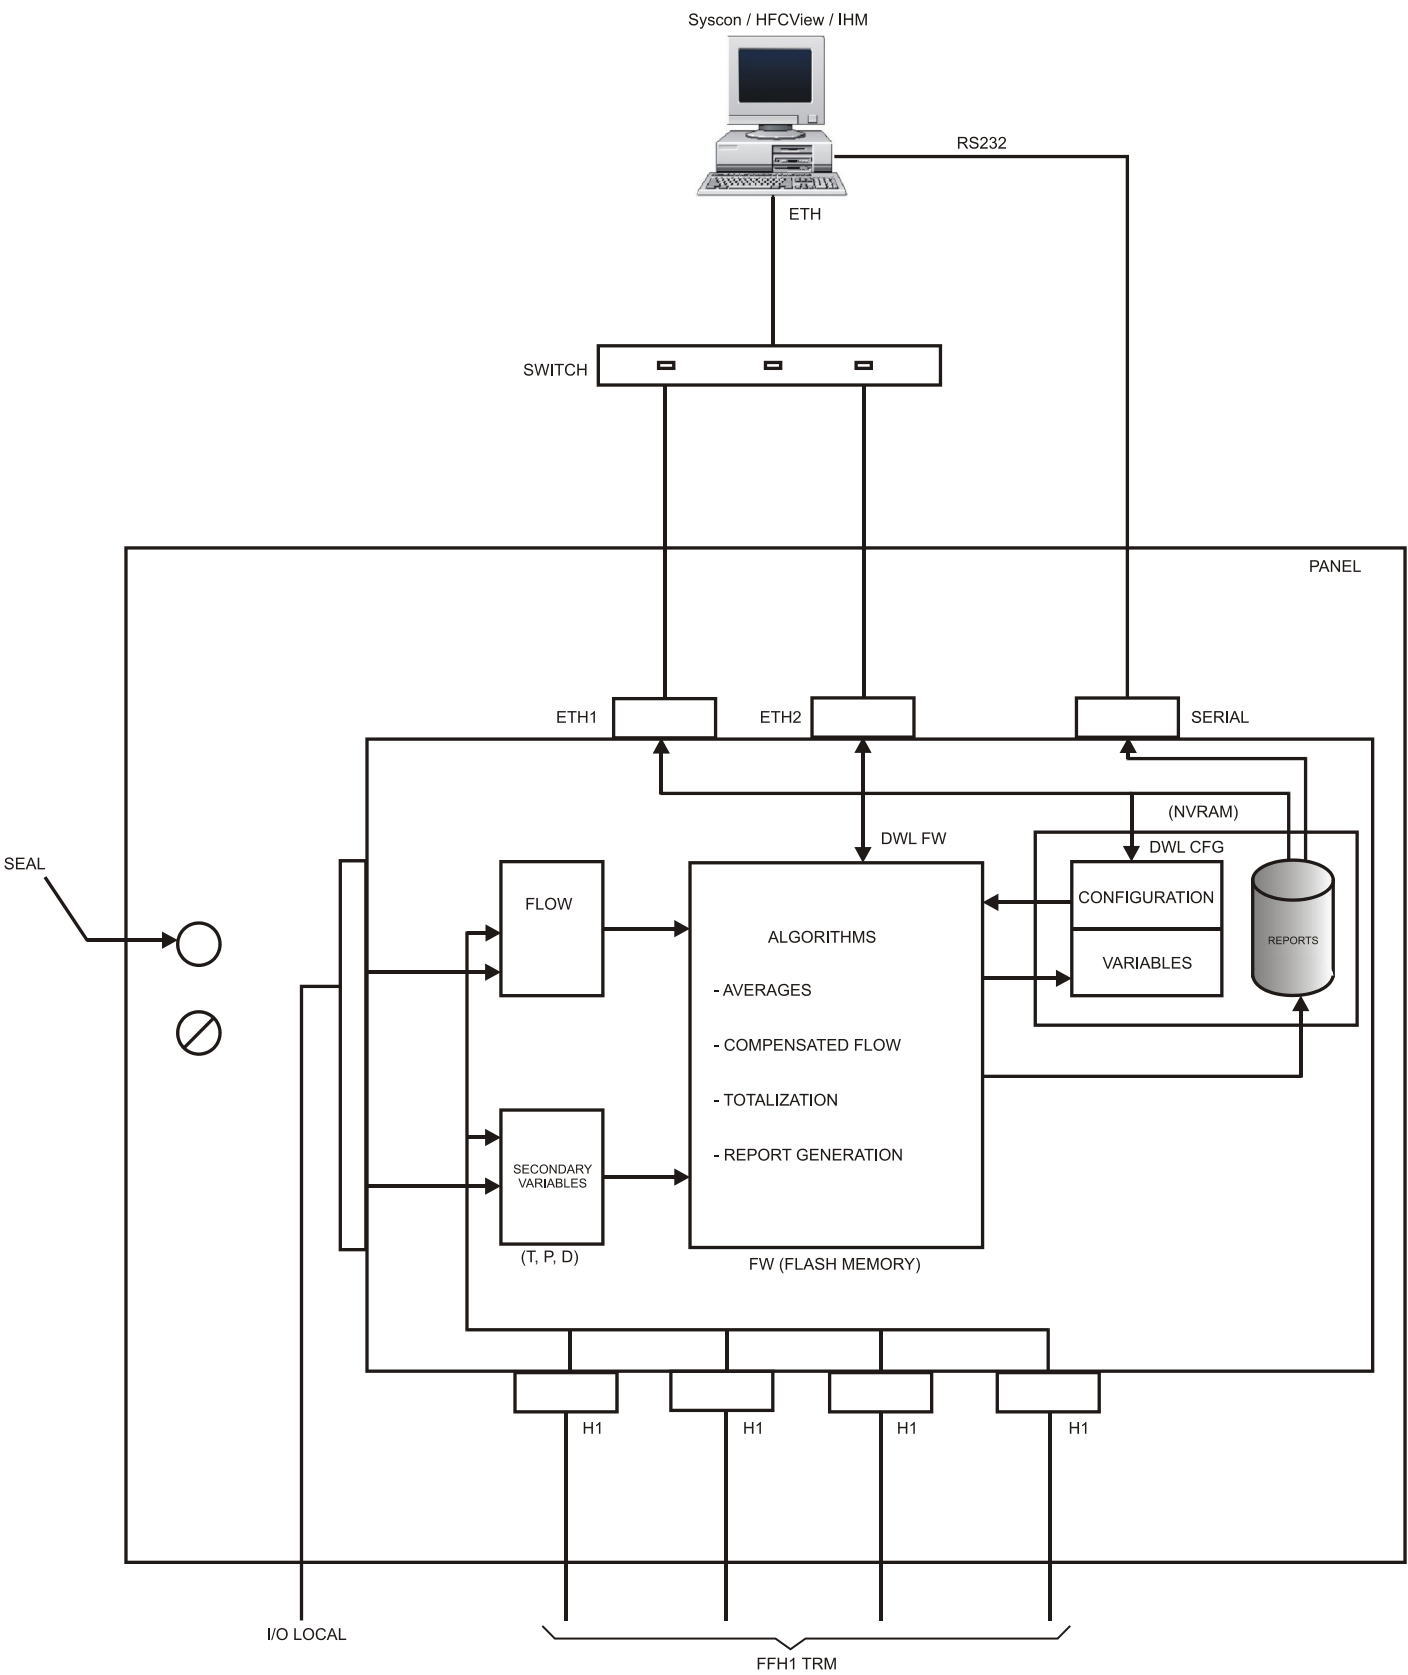 Syscon / HFCView / IHM
RS232
ETH
SWITCH
PANEL
ETH1
ETH2
SERIAL
(NVRAM)
DWL FW
DWL CFG
SEAL
FLOW
CONFIGURATION
ALGORITHMS
REPORTS
VARIABLES
- AVERAGES
- COMPENSATED FLOW
- TOTALIZATION
- REPORT GENERATION
SECONDARY
VARIABLES
(T, P, D)
FW (FLASH MEMORY)
H1
H1
H1
H1
I/O LOCAL
FFH1 TRM